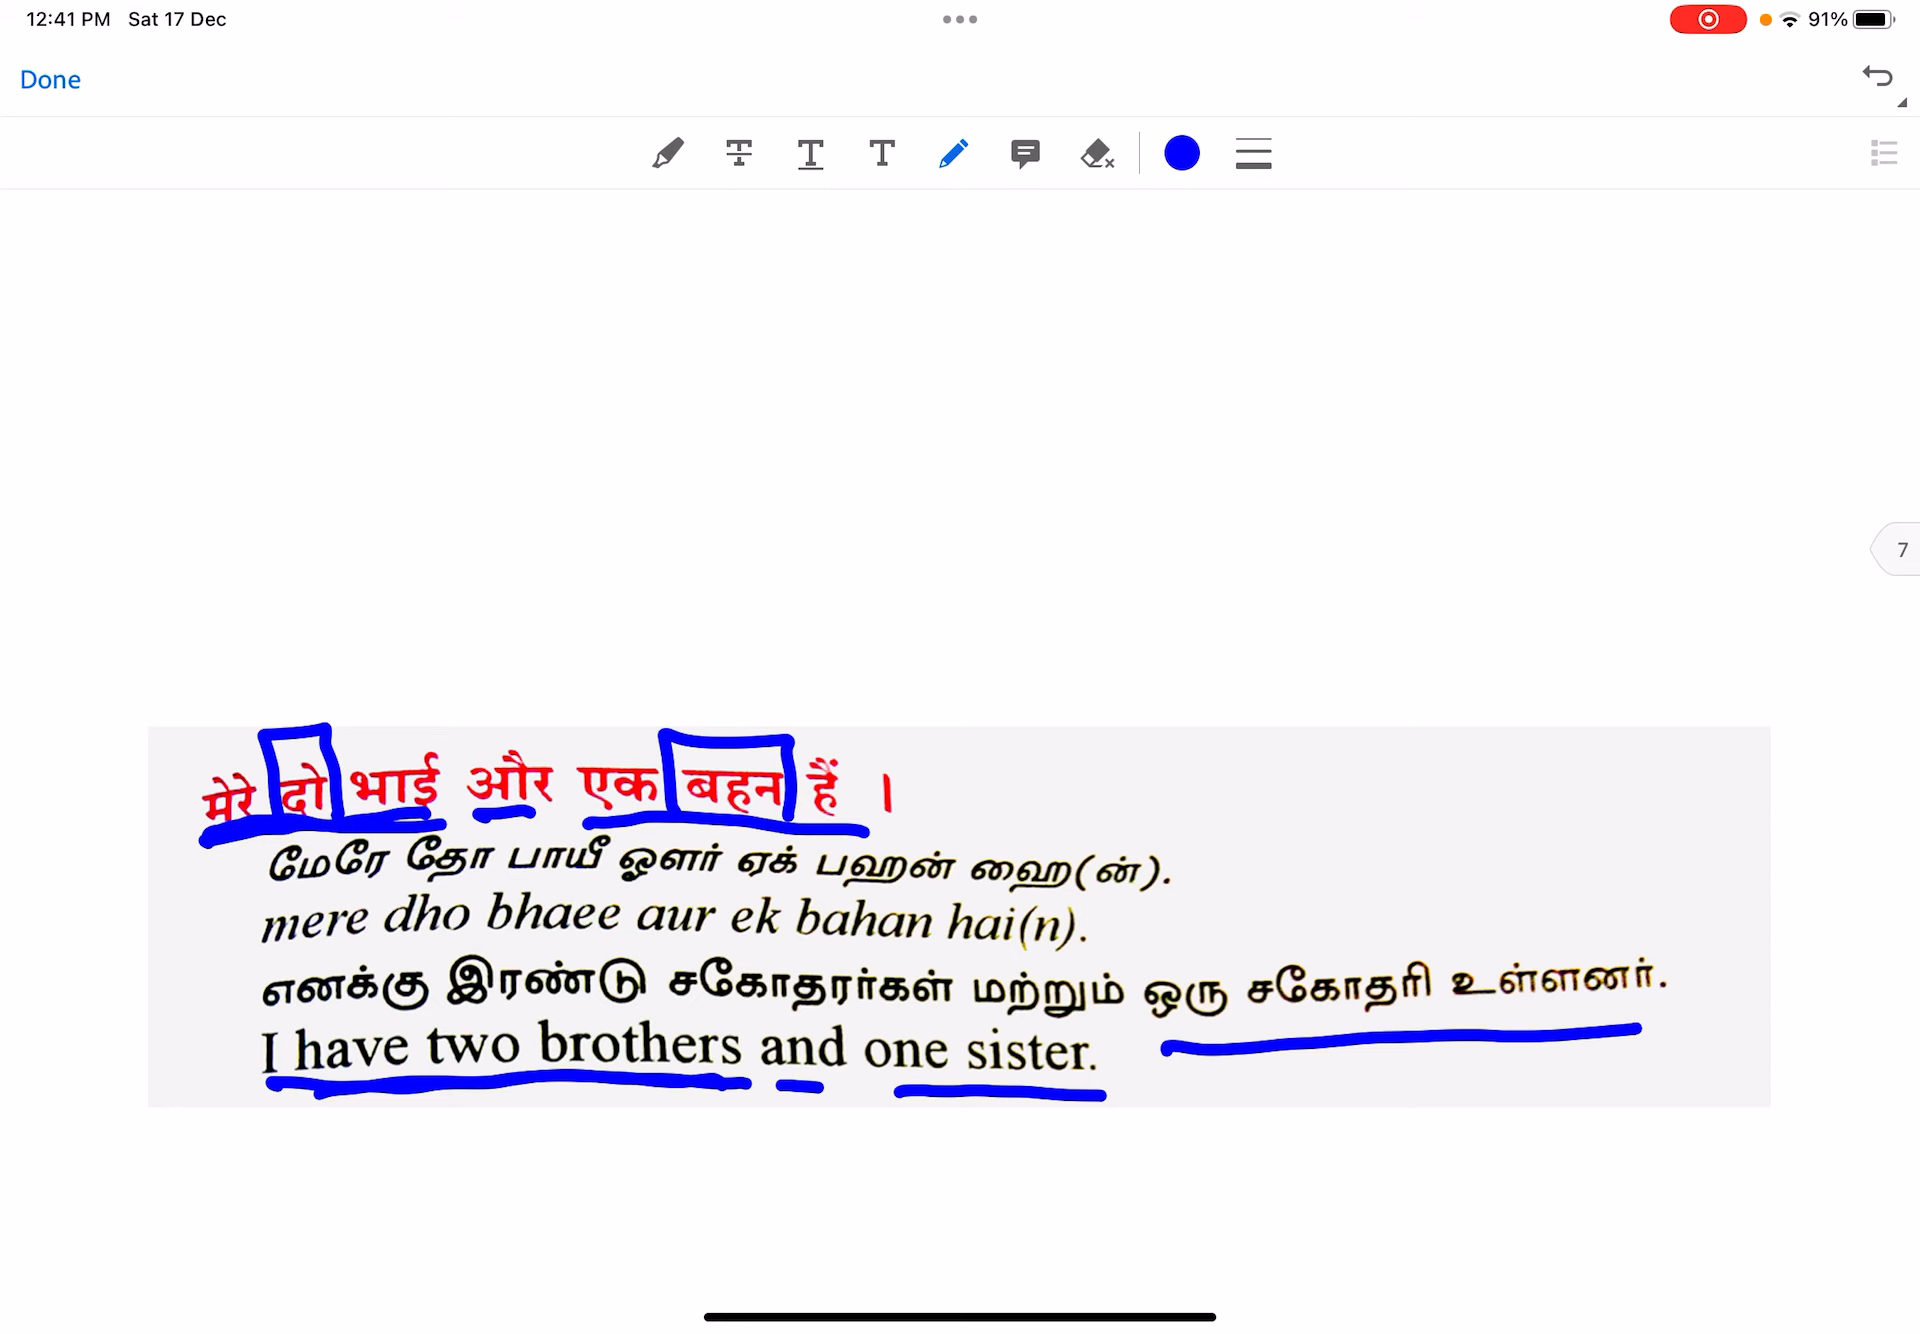 12:41 PM Sat 17 Dec
91%
Done
7
मेरे दो भाई और एक बहन हैं ।
மேரே தோ பாயீ ஔர் ஏக் பஹன் ஹை(ன்).
mere dho bhaee aur ek bahan hai(n).
எனக்கு இரண்டு சகோதரர்கள் மற்றும் ஒரு சகோதரி உள்ளனர்.
I have two brothers and one sister.